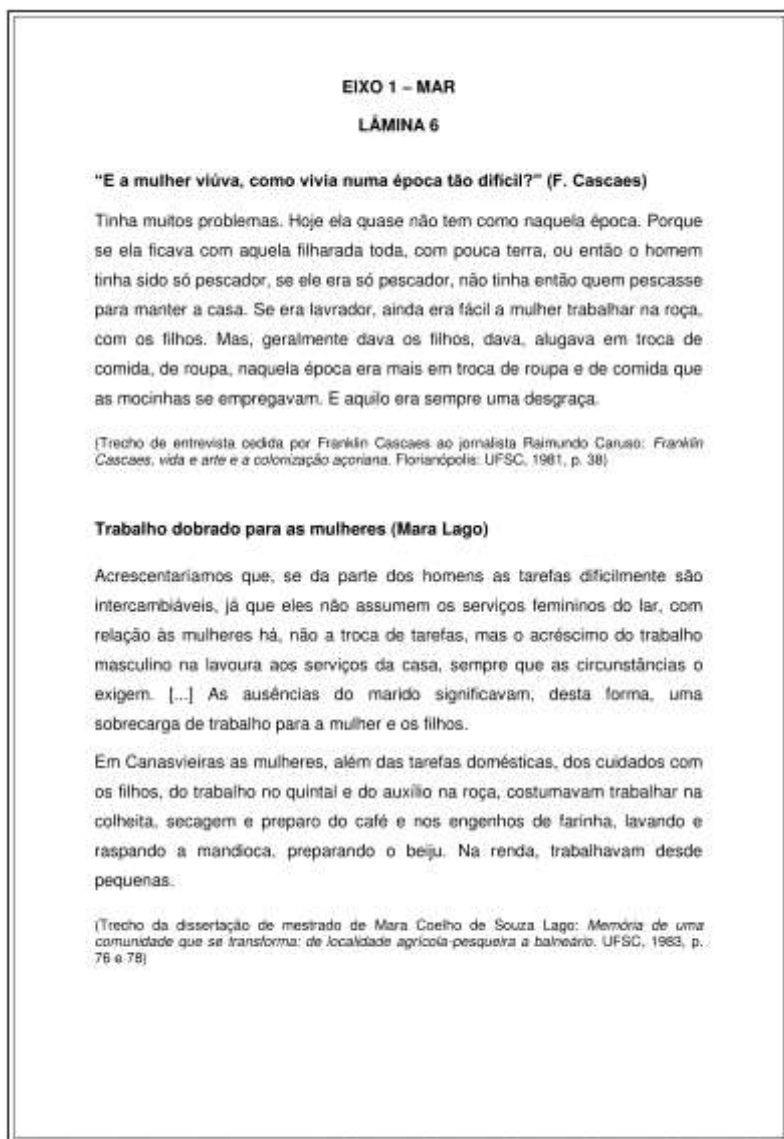 EIXO 1 – MAR
LÂMINA 6
“E a mulher viúva, como vivia numa época tão difícil?” (F. Cascaes)
Tinha muitos problemas. Hoje ela quase não tem como naquela época. Porque
se ela ficava com aquela filharada toda, com pouca terra, ou então o homem
tinha sido só pescador, se ele era só pescador, não tinha então quem pescasse
para manter a casa. Se era lavrador, ainda era fácil a mulher trabalhar na roça,
com os filhos. Mas, geralmente dava os filhos, dava, alugava em troca de
comida, de roupa, naquela época era mais em troca de roupa e de comida que
as mocinhas se empregavam. E aquilo era sempre uma desgraça.
(Trecho de entrevista cedida por Franklin Cascaes ao jornalista Raimundo Caruso: Franklin
Cascaes, vida e arte e a colonização açoriana. Florianópolis: UFSC, 1981, p. 38)
Trabalho dobrado para as mulheres (Mara Lago)
Acrescentaríamos que, se da parte dos homens as tarefas dificilmente são
intercambiáveis, já que eles não assumem os serviços femininos do lar, com
relação às mulheres há, não a troca de tarefas, mas o acréscimo do trabalho
masculino na lavoura aos serviços da casa, sempre que as circunstâncias o
exigem. [...] As ausências do marido significavam, desta forma, uma
sobrecarga de trabalho para a mulher e os filhos.
Em Canasvieiras as mulheres, além das tarefas domésticas, dos cuidados com
os filhos, do trabalho no quintal e do auxílio na roça, costumavam trabalhar na
colheita, secagem e preparo do café e nos engenhos de farinha, lavando e
raspando a mandioca, preparando o beiju. Na renda, trabalhavam desde
pequenas.
(Trecho da dissertação de mestrado de Mara Coelho de Souza Lago: Memória de uma
comunidade que se transforma: de localidade agrícola-pesqueira a balneário. UFSC, 1983, p.
76 e 78)